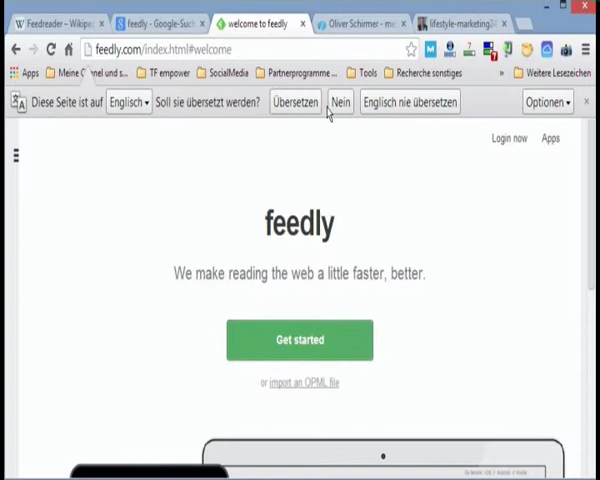 Feedreader – Wikipe
feedly - Google-Such
welcome to feedly
Oliver Schirmer - mi
lifestyle-marketing24
feedly.com/index.html#welcome
Apps
TF empower
SocialMedia
Partnerprogramme ...
Tools
Recherche sonstiges
»
Weitere Lesezeichen
Diese Seite ist auf Englisch Soll sie übersetzt werden? Übersetzen Nein Englisch nie übersetzen Optionen
Login now Apps
feedly
We make reading the web a little faster, better.
Get started
or import an OPML file